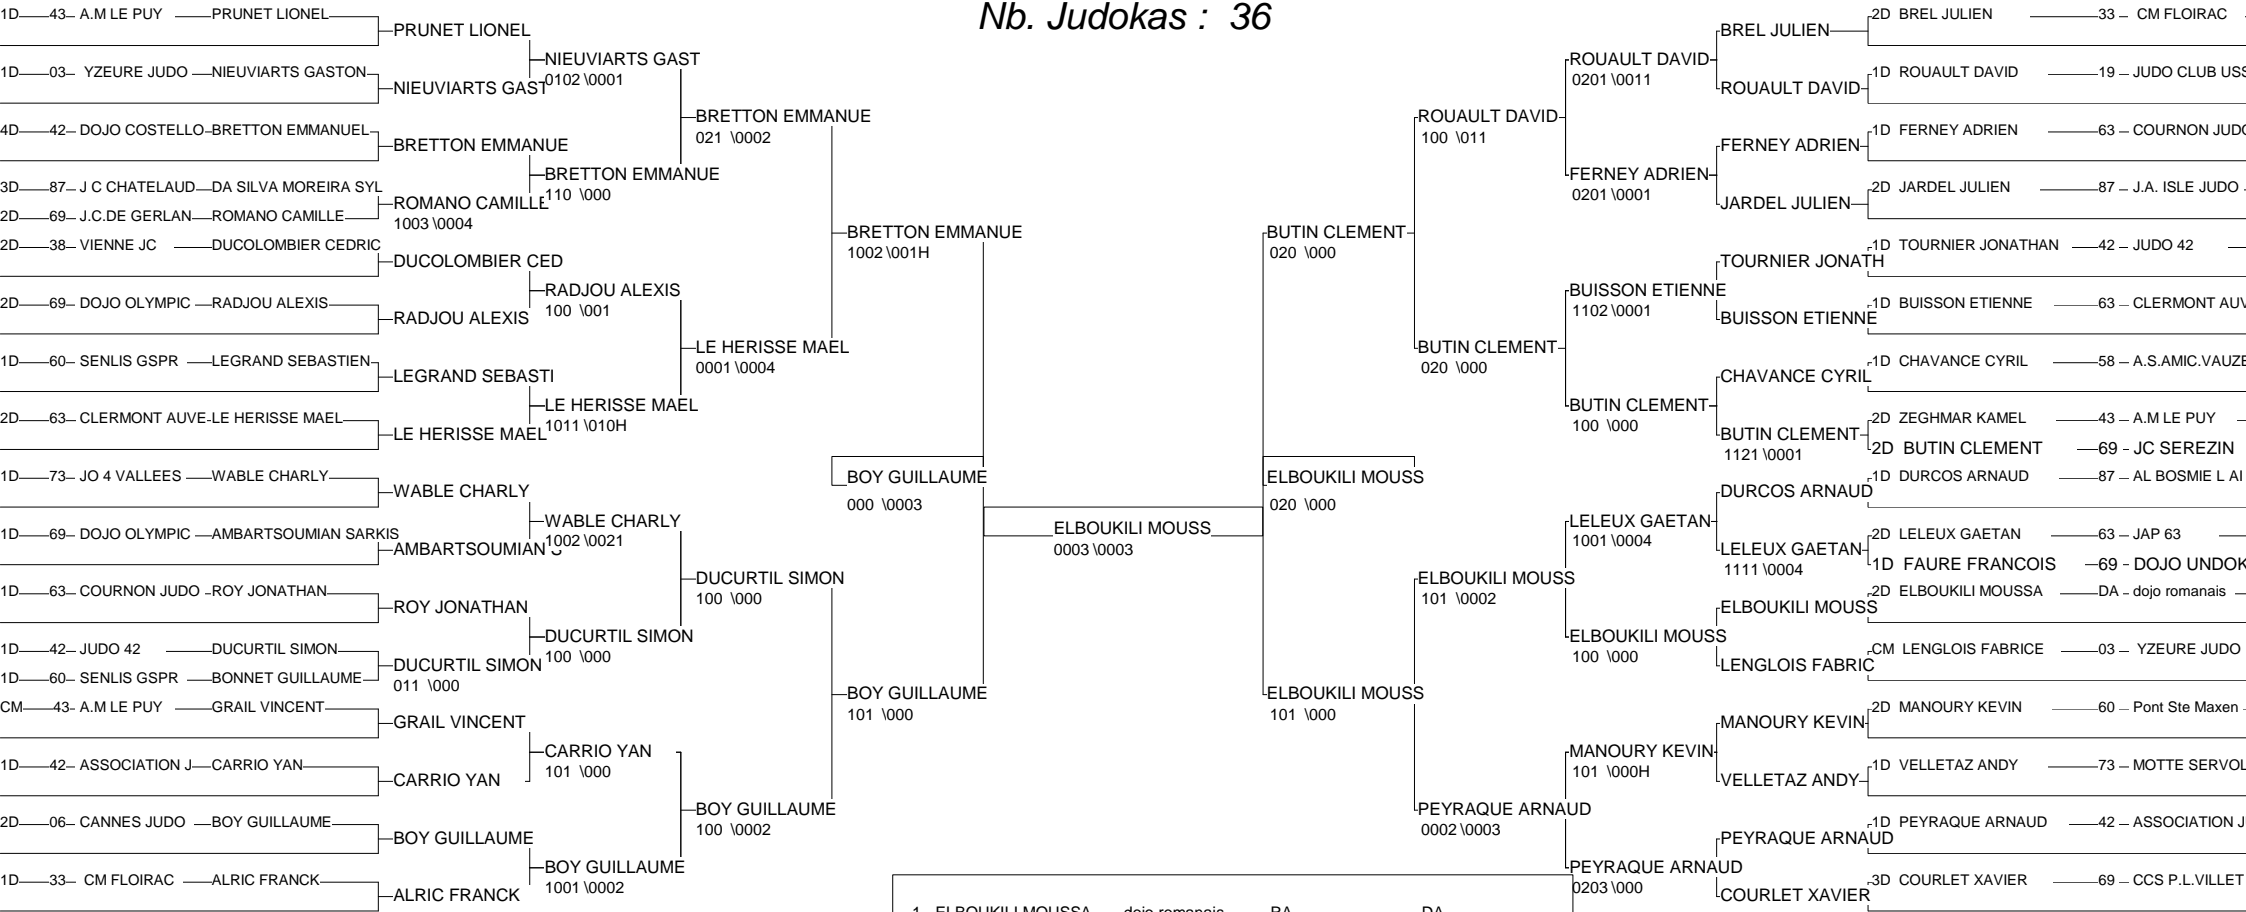 Nb. Judokas : 36
1D 43 A.M LE PUY PRUNET LIONEL
1D 03 YZEURE JUDO NIEUVIARTS GASTON
4D 42 DOJO COSTELLO BRETTON EMMANUEL
3D 87 J C CHATELAUD DA SILVA MOREIRA SYL
2D 69 J.C.DE GERLAN ROMANO CAMILLE
2D 38 VIENNE JC DUCOLOMBIER CEDRIC
2D 69 DOJO OLYMPIC RADJOU ALEXIS
1D 60 SENLIS GSPR LEGRAND SEBASTIEN
2D 63 CLERMONT AUVE LE HERISSE MAEL
1D 73 JO 4 VALLEES WABLE CHARLY
1D 69 DOJO OLYMPIC AMBARTSOUMIAN SARKIS
1D 63 COURNON JUDO ROY JONATHAN
1D 42 JUDO 42 DUCURTIL SIMON
1D 60 SENLIS GSPR BONNET GUILLAUME
CM 43 A.M LE PUY GRAIL VINCENT
1D 42 ASSOCIATION J CARRIO YAN
2D 06 CANNES JUDO BOY GUILLAUME
1D 33 CM FLOIRAC ALRIC FRANCK
PRUNET LIONEL
NIEUVIARTS GAST
BRETTON EMMANUE
ROMANO CAMILLE
1003 \0004
DUCOLOMBIER CED
RADJOU ALEXIS
LEGRAND SEBASTI
LE HERISSE MAEL
WABLE CHARLY
AMBARTSOUMIAN S
ROY JONATHAN
DUCURTIL SIMON
011 \000
GRAIL VINCENT
CARRIO YAN
BOY GUILLAUME
ALRIC FRANCK
NIEUVIARTS GAST
0102 \0001
BRETTON EMMANUE
110 \000
RADJOU ALEXIS
100 \001
LE HERISSE MAEL
1011 \010H
WABLE CHARLY
1002 \0021
DUCURTIL SIMON
100 \000
CARRIO YAN
101 \000
BOY GUILLAUME
1001 \0002
BRETTON EMMANUE
021 \0002
LE HERISSE MAEL
0001 \0004
DUCURTIL SIMON
100 \000
BOY GUILLAUME
100 \0002
BRETTON EMMANUE
1002 \001H
BOY GUILLAUME
000 \0003
BOY GUILLAUME
101 \000
ELBOUKILI MOUSS
0003 \0003
BUTIN CLEMENT
020 \000
ELBOUKILI MOUSS
020 \000
ELBOUKILI MOUSS
101 \000
ROUAULT DAVID
100 \011
BUTIN CLEMENT
020 \000
ELBOUKILI MOUSS
101 \0002
PEYRAQUE ARNAUD
0002 \0003
ROUAULT DAVID
0201 \0011
FERNEY ADRIEN
0201 \0001
BUISSON ETIENNE
1102 \0001
BUTIN CLEMENT
100 \000
LELEUX GAETAN
1001 \0004
ELBOUKILI MOUSS
100 \000
MANOURY KEVIN
101 \000H
PEYRAQUE ARNAUD
0203 \000
BREL JULIEN
ROUAULT DAVID
FERNEY ADRIEN
JARDEL JULIEN
TOURNIER JONATH
BUISSON ETIENNE
CHAVANCE CYRIL
BUTIN CLEMENT
1121 \0001
DURCOS ARNAUD
LELEUX GAETAN
1111 \0004
ELBOUKILI MOUSS
LENGLOIS FABRIC
MANOURY KEVIN
VELLETAZ ANDY
PEYRAQUE ARNAUD
COURLET XAVIER
2D BREL JULIEN 33 – CM FLOIRAC
1D ROUAULT DAVID 19 – JUDO CLUB USS
1D FERNEY ADRIEN 63 – COURNON JUDO
2D JARDEL JULIEN 87 – J.A. ISLE JUDO
1D TOURNIER JONATHAN 42 – JUDO 42
1D BUISSON ETIENNE 63 – CLERMONT AUV
1D CHAVANCE CYRIL 58 – A.S.AMIC.VAUZE
2D ZEGHMAR KAMEL 43 – A.M LE PUY
2D BUTIN CLEMENT 69 - JC SEREZIN
1D DURCOS ARNAUD 87 – AL BOSMIE L AI
2D LELEUX GAETAN 63 – JAP 63
1D FAURE FRANCOIS 69 - DOJO UNDOK
2D ELBOUKILI MOUSSA DA – dojo romanais
CM LENGLOIS FABRICE 03 – YZEURE JUDO
2D MANOURY KEVIN 60 – Pont Ste Maxen
1D VELLETAZ ANDY 73 – MOTTE SERVOL
1D PEYRAQUE ARNAUD 42 – ASSOCIATION J
3D COURLET XAVIER 69 – CCS P.L.VILLET
1 ELBOUKILI MOUSSA dojo romanais RA DA